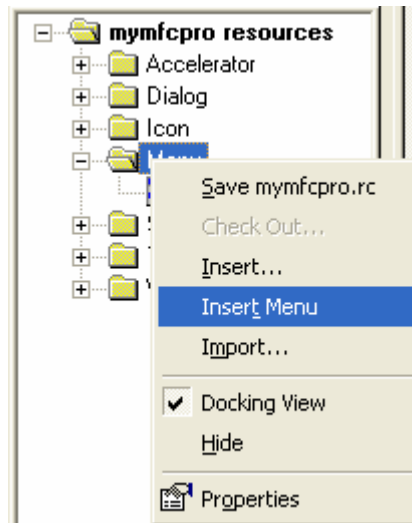 mymfcpro resources
Accelerator
Dialog
Icon
Save mymfcpro.rc
Check Out...
Insert...
Insert Menu
Import...
Docking View
Hide
Properties